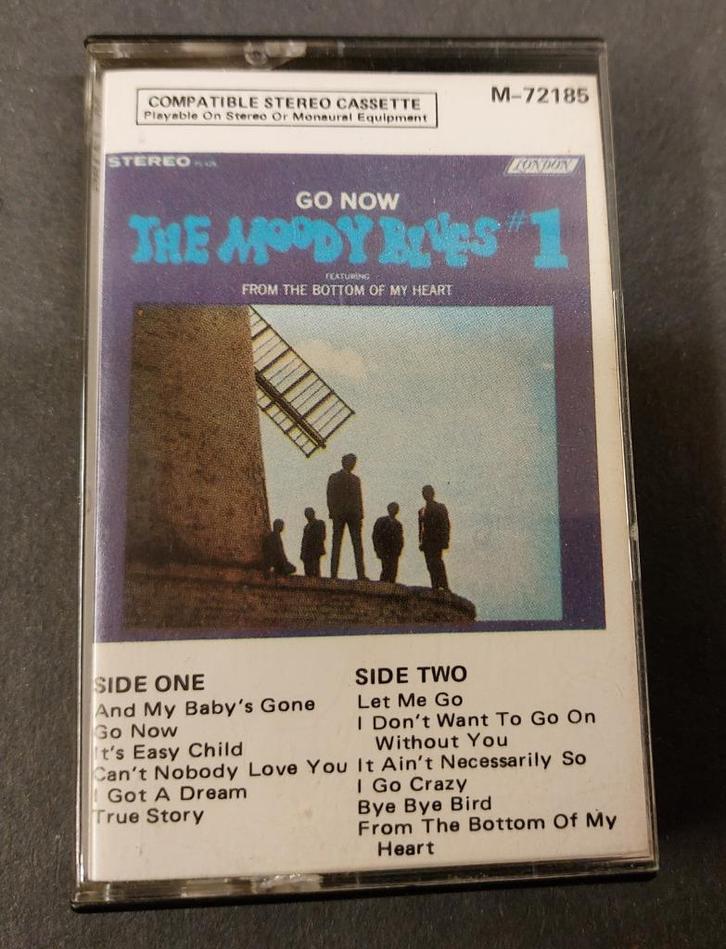 COMPATIBLE STEREO CASSETTE
Playable On Stereo Or Monaural Equipment
M-72185
STEREO
LONDON
GO NOW
THE MOODY BLUES #1
FEATURING
FROM THE BOTTOM OF MY HEART
SIDE ONE
And My Baby's Gone
Go Now
It's Easy Child
Can't Nobody Love You
I Got A Dream
True Story
SIDE TWO
Let Me Go
I Don't Want To Go On
Without You
It Ain't Necessarily So
I Go Crazy
Bye Bye Bird
From The Bottom Of My
Heart